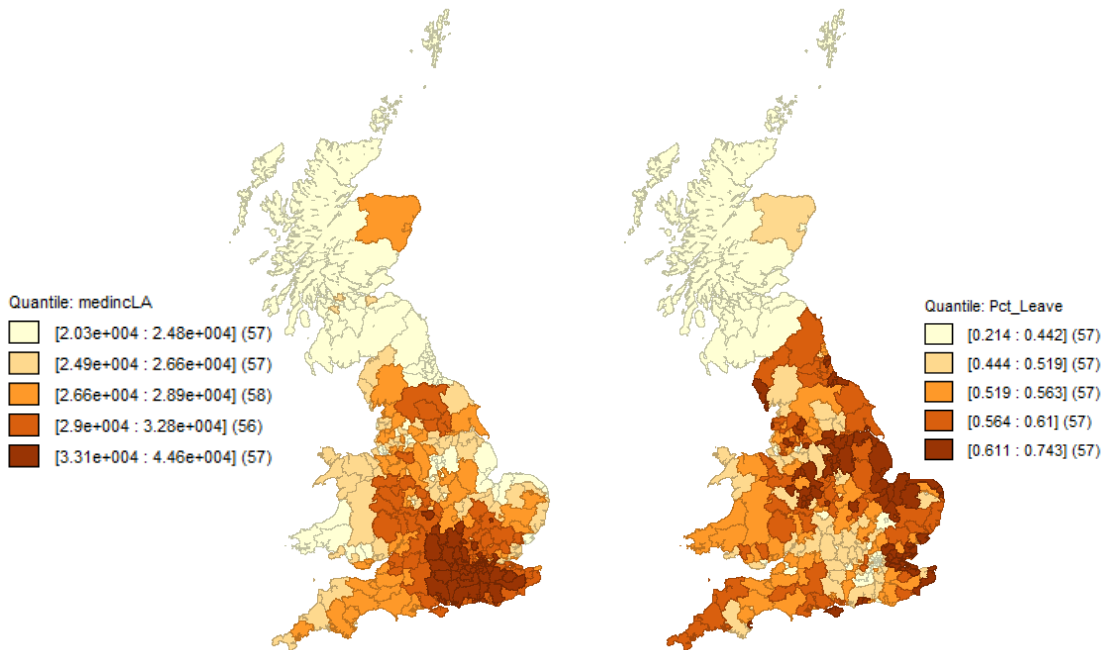 Quantile: medincLA
[2.03e+004 : 2.48e+004] (57)
[2.49e+004 : 2.66e+004] (57)
[2.66e+004 : 2.89e+004] (58)
[2.9e+004 : 3.28e+004] (56)
[3.31e+004 : 4.46e+004] (57)
Quantile: Pct_Leave
[0.214 : 0.442] (57)
[0.444 : 0.519] (57)
[0.519 : 0.563] (57)
[0.564 : 0.61] (57)
[0.611 : 0.743] (57)